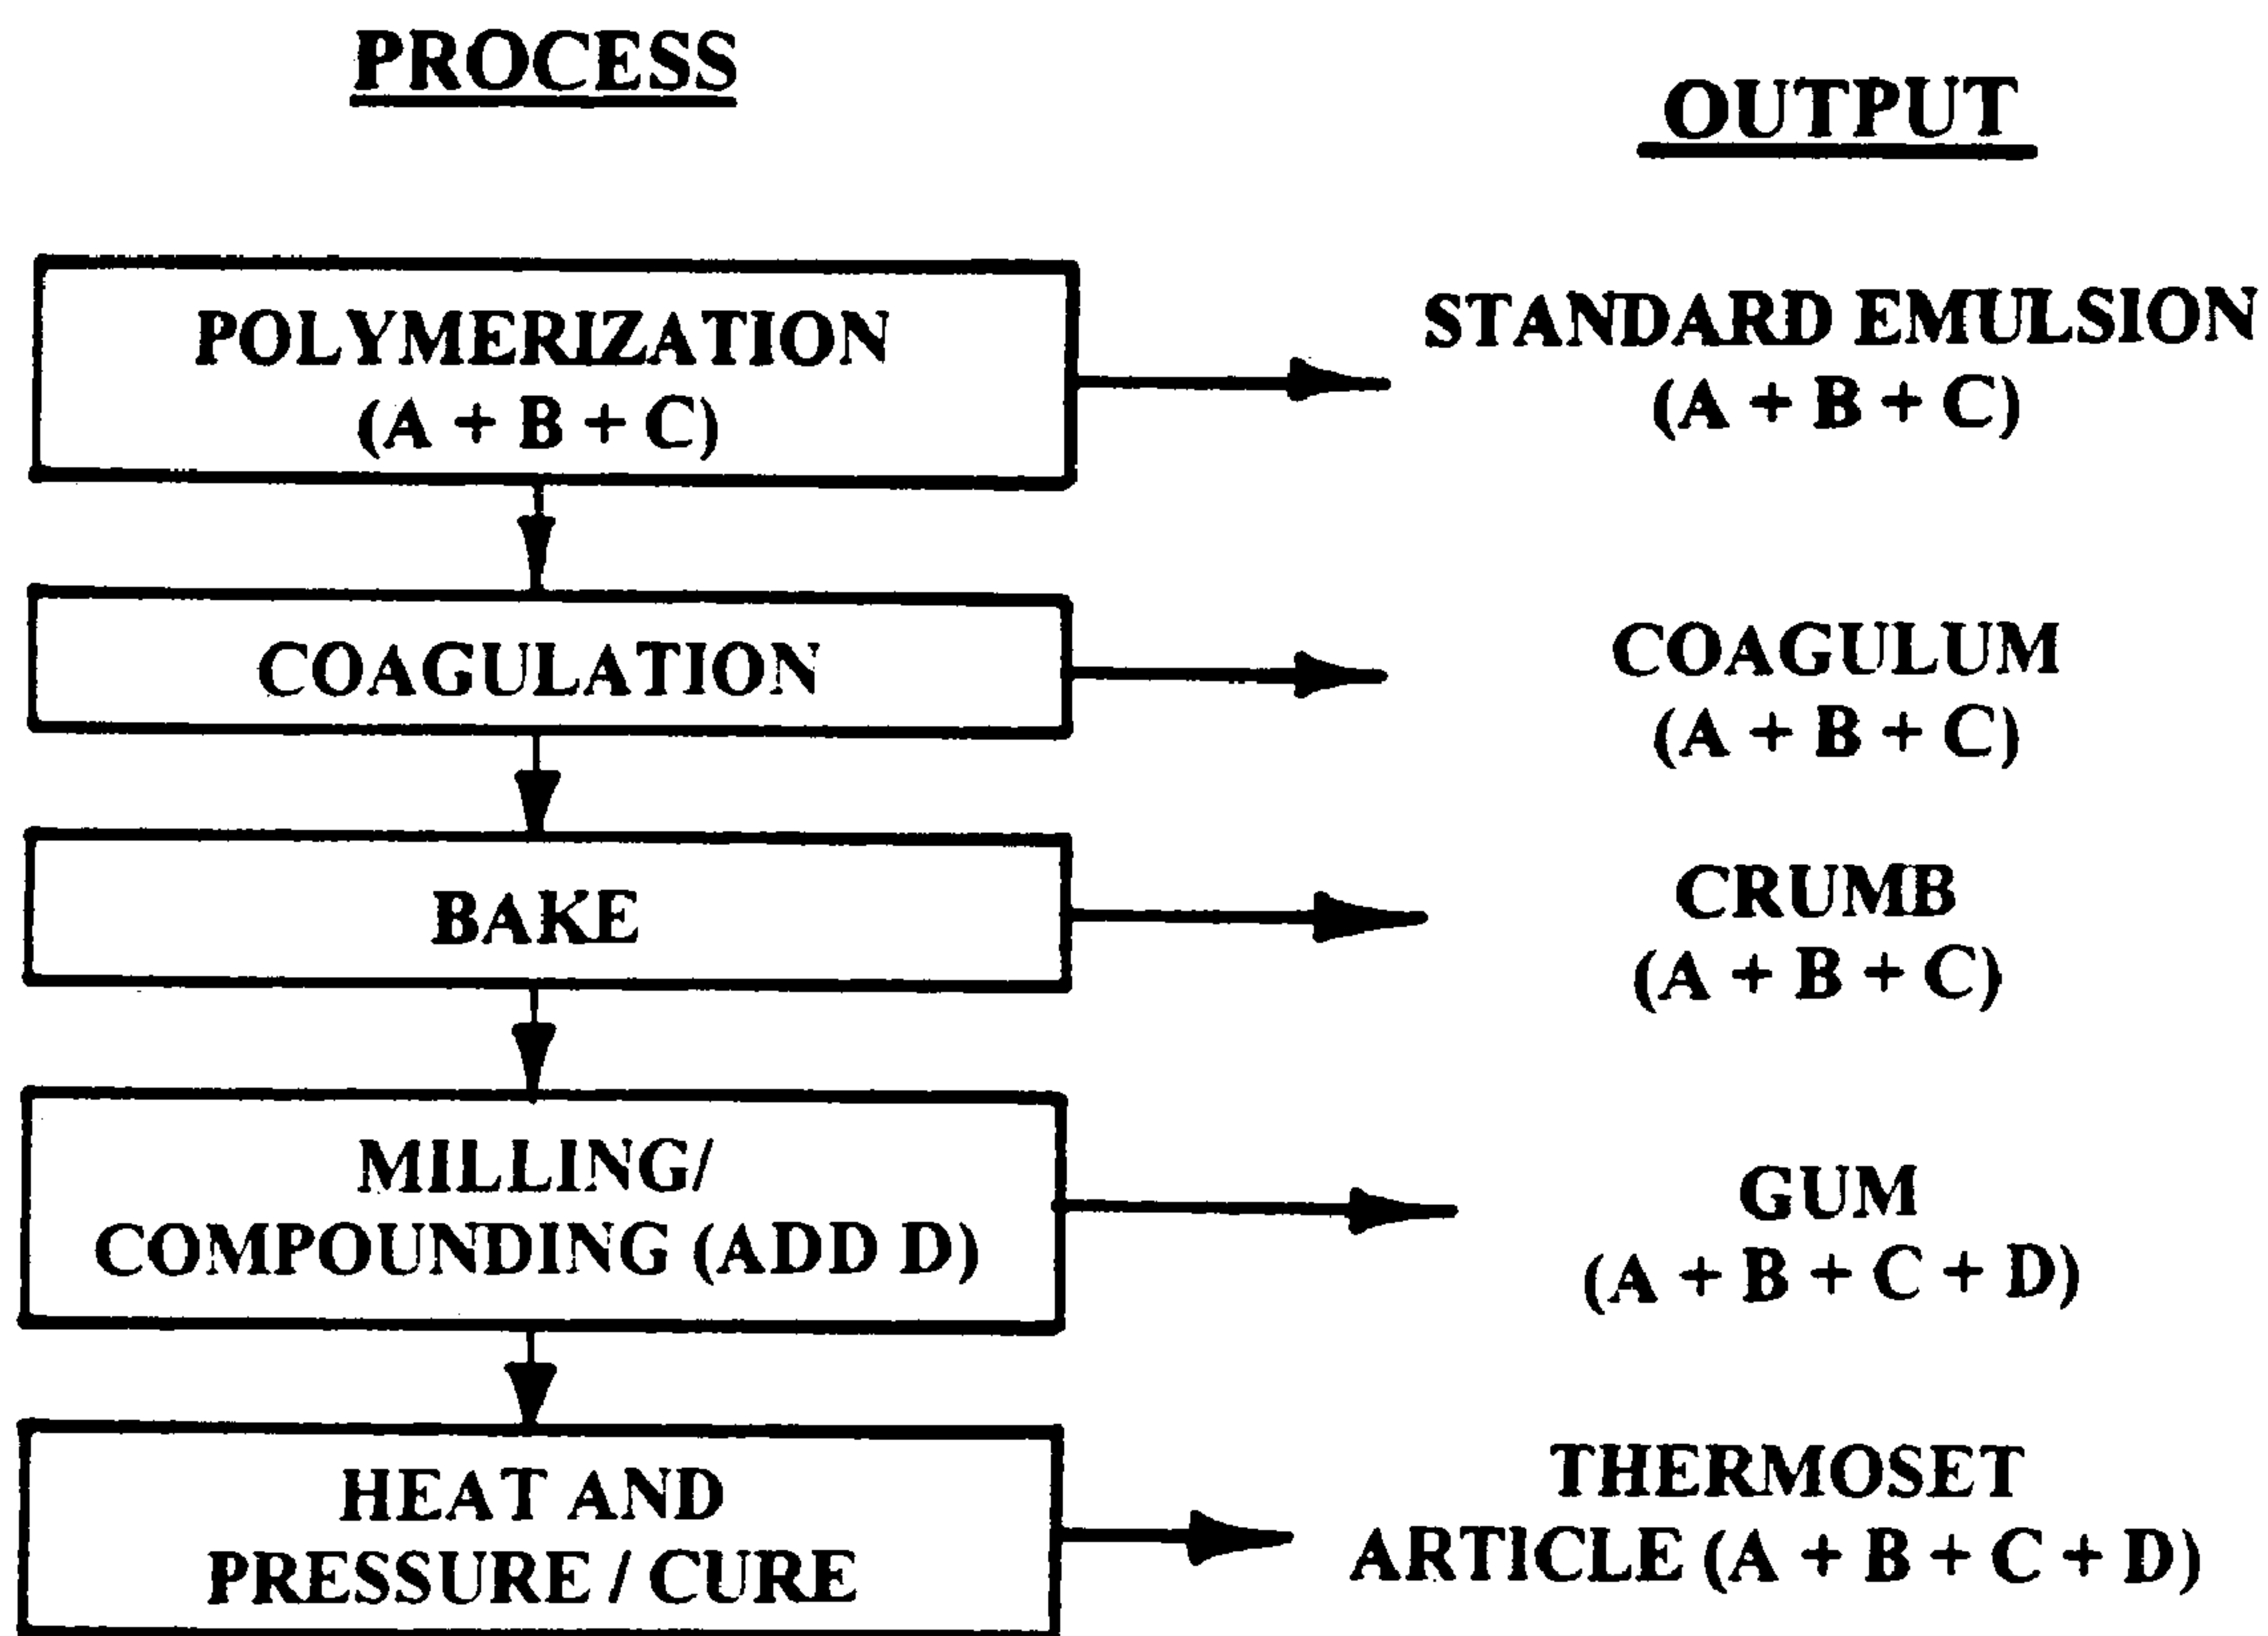 PROCESS
OUTPUT
POLYMERIZATION
(A + B + C)
STANDARD EMULSION
(A + B + C)
COAGULATION
COAGULUM
(A + B + C)
BAKE
CRUMB
(A + B + C)
MILLING/
COMPOUNDING (ADD D)
GUM
(A + B + C + D)
HEAT AND
PRESSURE / CURE
THERMOSET
ARTICLE (A + B + C + D)